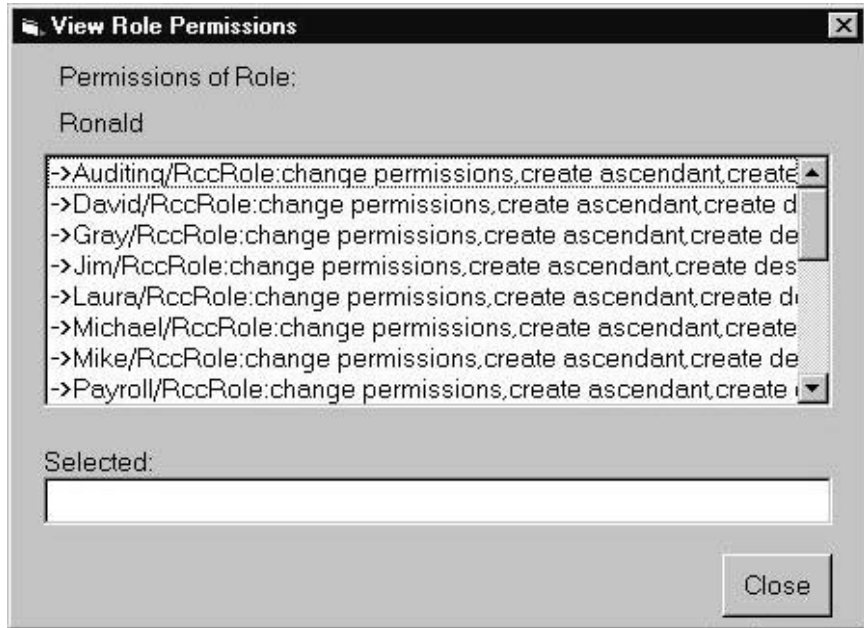 View Role Permissions
Permissions of Role:
Ronald
->Auditing/RccRole:change permissions,create ascendant,create
->David/RccRole:change permissions,create ascendant,create d
->Gray/RccRole:change permissions,create ascendant,create de
->Jim/RccRole:change permissions,create ascendant,create des
->Laura/RccRole:change permissions,create ascendant,create d
->Michael/RccRole:change permissions,create ascendant,create
->Mike/RccRole:change permissions,create ascendant,create de
->Payroll/RccRole:change permissions,create ascendant,create
Selected:
Close